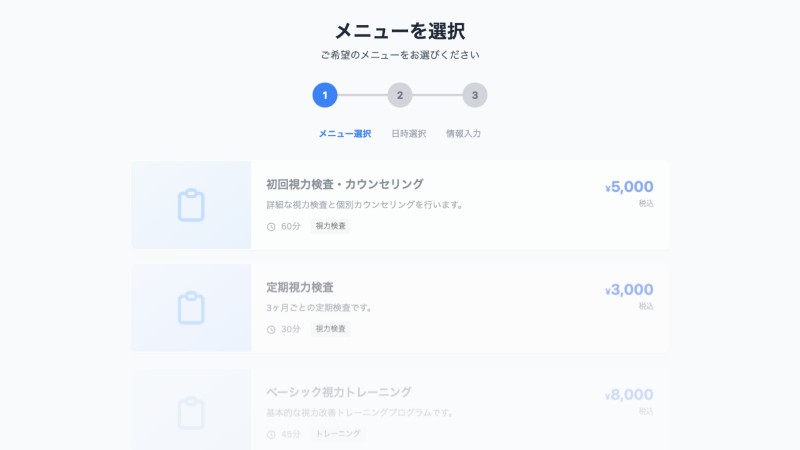 メニューを選択
ご希望のメニューをお選びください
1 2 3
メニュー選択 日時選択 情報入力
初回視力検査・カウンセリング
¥5,000
詳細な視力検査と個別カウンセリングを行います。
税込
60分 視力検査
定期視力検査
¥3,000
3ヶ月ごとの定期検査です。
税込
30分 視力検査
ベーシック視力トレーニング
¥8,000
基本的な視力改善トレーニングプログラムです。
税込
45分 トレーニング